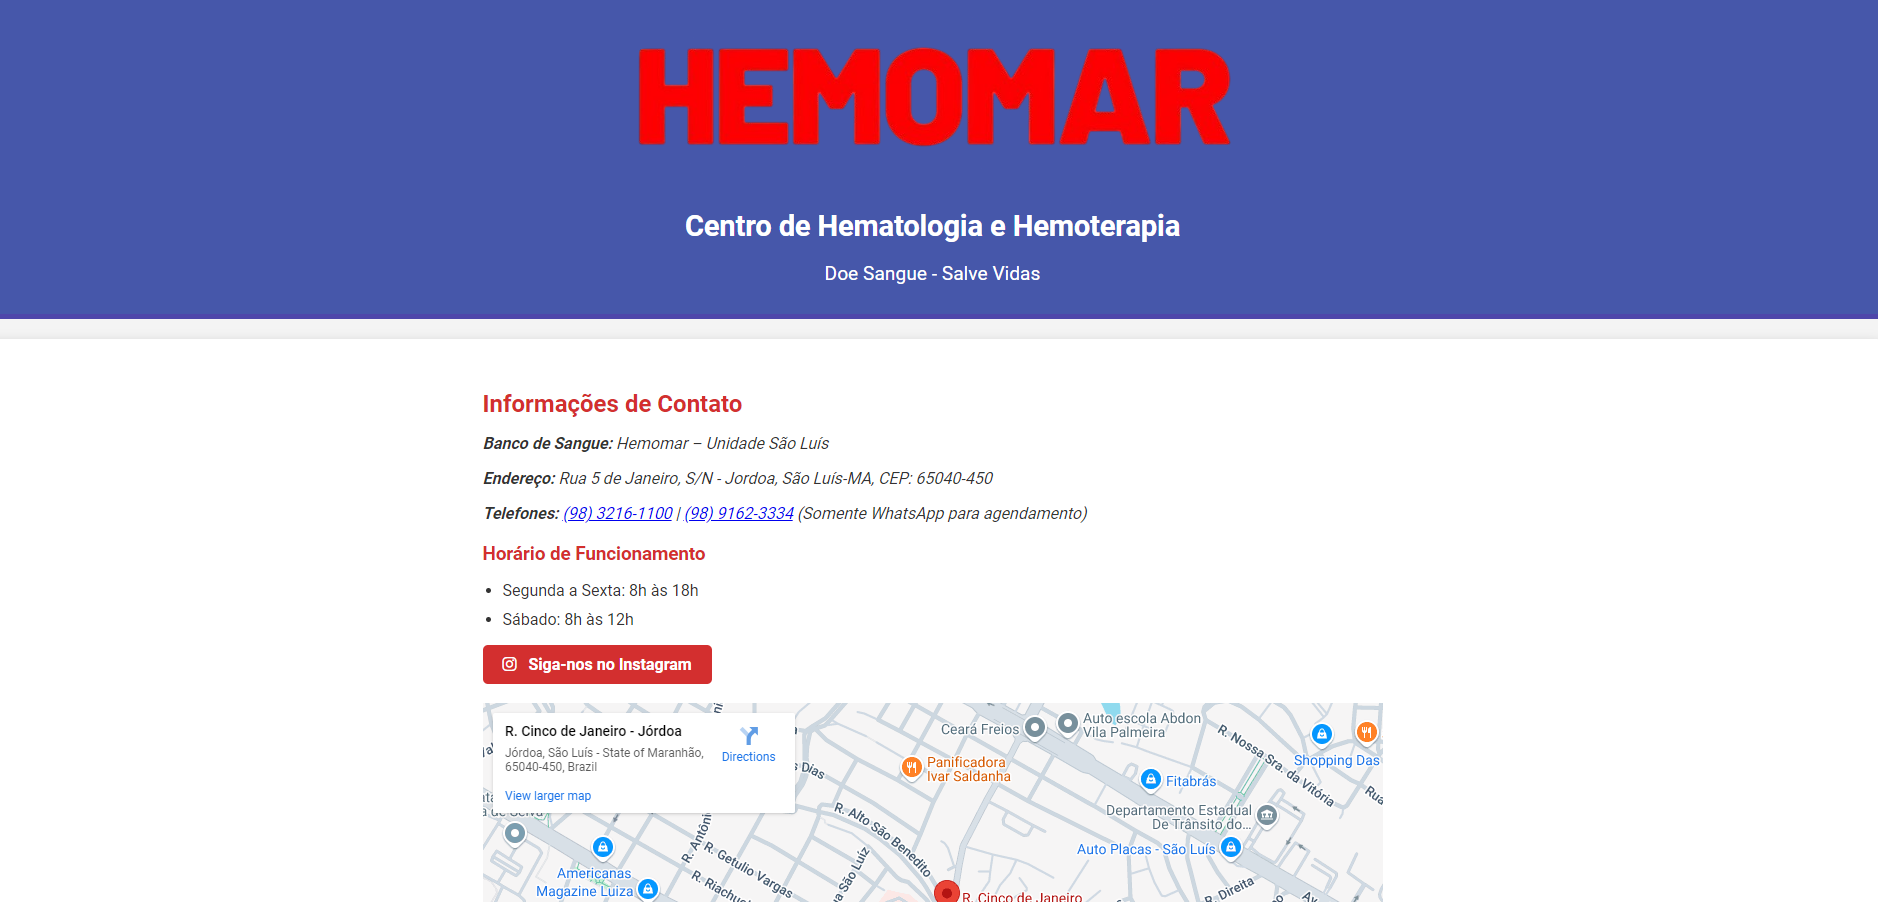 HEMOMAR
Centro de Hematologia e Hemoterapia
Doe Sangue - Salve Vidas
Informações de Contato
Banco de Sangue: Hemomar – Unidade São Luís
Endereço: Rua 5 de Janeiro, S/N - Jordoa, São Luís-MA, CEP: 65040-450
Telefones: (98) 3216-1100 | (98) 9162-3334 (Somente WhatsApp para agendamento)
Horário de Funcionamento
• Segunda a Sexta: 8h às 18h
• Sábado: 8h às 12h
Siga-nos no Instagram
R. Cinco de Janeiro - Jórdoa
Jórdoa, São Luís - State of Maranhão,
65040-450, Brazil
Directions
View larger map
Ceará Freios
Auto escola Abdon
Vila Palmeira
R. Nossa Sra. da Vitória
Shopping Das
Panificadora
Ivar Saldanha
s Dias
Fitabrás
Rua
Departamento Estadual
De Trânsito do...
R. Alto São Benedito
R. Antôni
Auto Placas - São Luís
R. Getulio Vargas
Americanas
Magazine Luiza
R. Riachu
a São Luíz
R. Direita
Av
R. Cinco de Janeiro